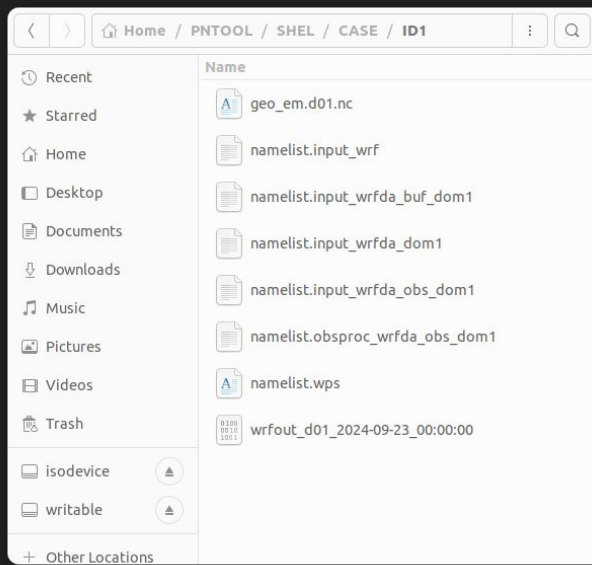 Home / PNTOOL / SHEL / CASE / ID1
Recent
Starred
Home
Desktop
Documents
Downloads
Music
Pictures
Videos
Trash
isodevice
writable
+ Other Locations
Name
geo_em.d01.nc
namelist.input_wrf
namelist.input_wrfda_buf_dom1
namelist.input_wrfda_dom1
namelist.input_wrfda_obs_dom1
namelist.obsproc_wrfda_obs_dom1
namelist.wps
wrfout_d01_2024-09-23_00:00:00